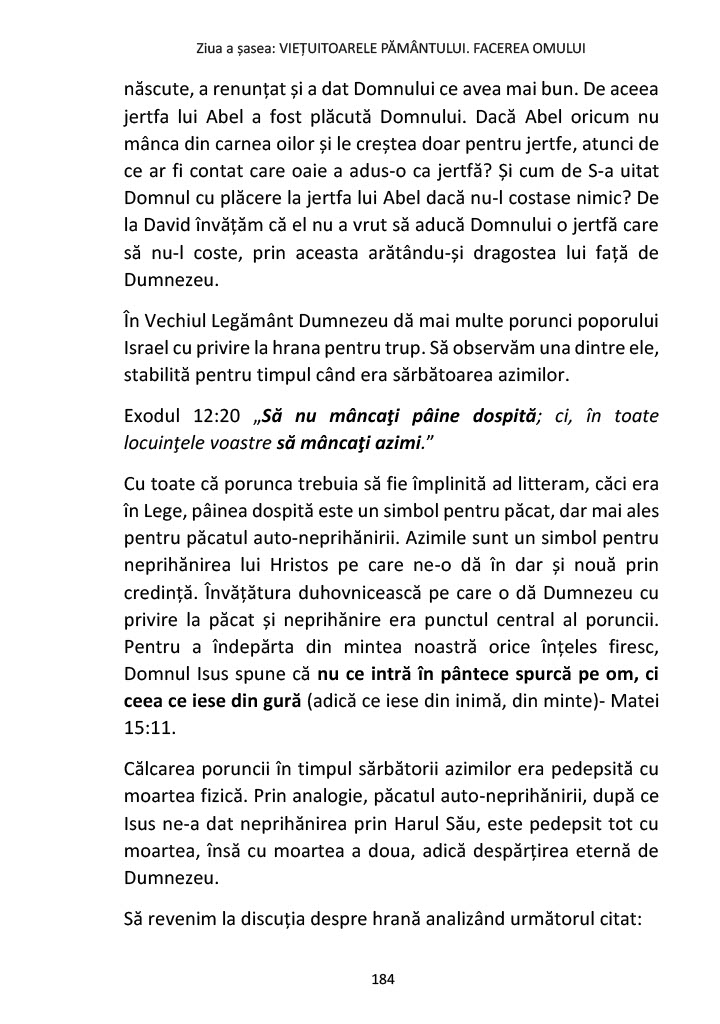 Ziua a șasea: VIEȚUITOARELE PĂMÂNTULUI. FACEREA OMULUI
născute, a renunțat și a dat Domnului ce avea mai bun. De aceea
jertfa lui Abel a fost plăcută Domnului. Dacă Abel oricum nu
mânca din carnea oilor și le creștea doar pentru jertfe, atunci de
ce ar fi contat care oaie a adus-o ca jertfă? Și cum de S-a uitat
Domnul cu plăcere la jertfa lui Abel dacă nu-l costase nimic? De
la David învățăm că el nu a vrut să aducă Domnului o jertfă care
să nu-l coste, prin aceasta arătându-și dragostea lui față de
Dumnezeu.
În Vechiul Legământ Dumnezeu dă mai multe porunci poporului
Israel cu privire la hrana pentru trup. Să observăm una dintre ele,
stabilită pentru timpul când era sărbătoarea azimilor.
Exodul 12:20 „Să nu mâncaţi pâine dospită; ci, în toate
locuinţele voastre să mâncaţi azimi.”
Cu toate că porunca trebuia să fie împlinită ad litteram, căci era
în Lege, pâinea dospită este un simbol pentru păcat, dar mai ales
pentru păcatul auto-neprihănirii. Azimile sunt un simbol pentru
neprihănirea lui Hristos pe care ne-o dă în dar și nouă prin
credință. Învățătura duhovnicească pe care o dă Dumnezeu cu
privire la păcat și neprihănire era punctul central al poruncii.
Pentru a îndepărta din mintea noastră orice înțeles firesc,
Domnul Isus spune că nu ce intră în pântece spurcă pe om, ci
ceea ce iese din gură (adică ce iese din inimă, din minte)- Matei
15:11.
Călcarea poruncii în timpul sărbătorii azimilor era pedepsită cu
moartea fizică. Prin analogie, păcatul auto-neprihănirii, după ce
Isus ne-a dat neprihănirea prin Harul Său, este pedepsit tot cu
moartea, însă cu moartea a doua, adică despărțirea eternă de
Dumnezeu.
Să revenim la discuția despre hrană analizând următorul citat:
184